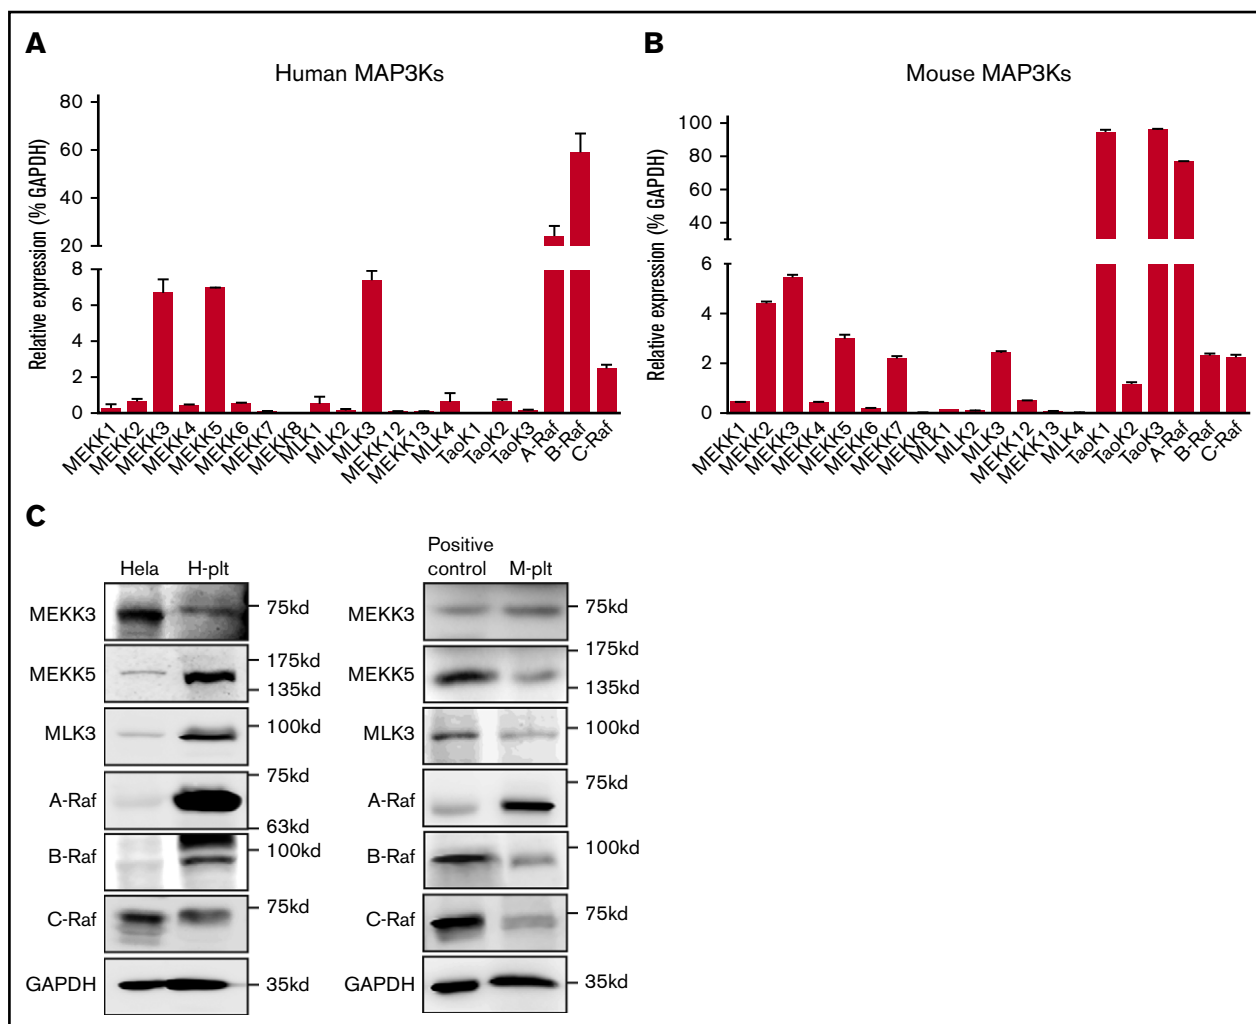 A
Human MAP3Ks
Relative expression (% GAPDH)
80
60
40
20
8
6
4
2
0
MEKK1
MEKK2
MEKK3
MEKK4
MEKK5
MEKK6
MEKK7
MEKK8
MLK1
MLK2
MLK3
MEKK12
MEKK13
MLK4
TaoK1
TaoK2
TaoK3
A-Raf
B-Raf
C-Raf
B
Mouse MAP3Ks
Relative expression (% GAPDH)
100
80
60
40
6
4
2
0
MEKK1
MEKK2
MEKK3
MEKK4
MEKK5
MEKK6
MEKK7
MEKK8
MLK1
MLK2
MLK3
MEKK12
MEKK13
MLK4
TaoK1
TaoK2
TaoK3
A-Raf
B-Raf
C-Raf
C
Hela H-plt
MEKK3 75kd
MEKK5 175kd
135kd
MLK3 100kd
A-Raf 75kd
63kd
B-Raf 100kd
C-Raf 75kd
GAPDH 35kd
Positive
control M-plt
MEKK3 75kd
MEKK5 175kd
135kd
MLK3 100kd
A-Raf 75kd
B-Raf 100kd
C-Raf 75kd
GAPDH 35kd